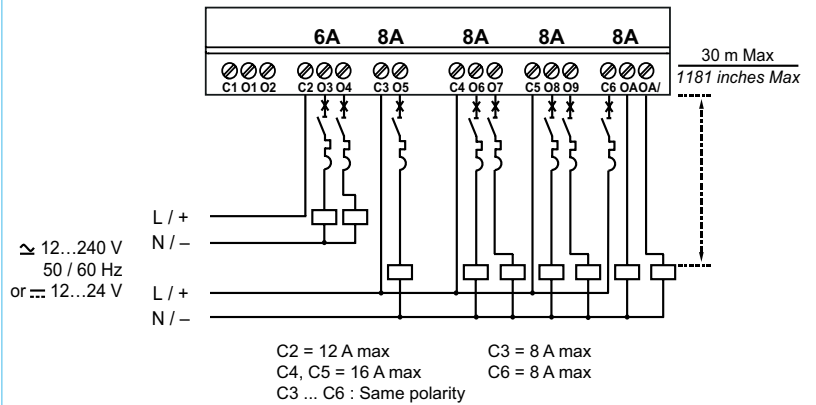 6A 8A 8A 8A 8A
C1 O1 O2 C2 O3 O4 C3 O5 C4 O6 O7 C5 O8 O9 C6 OA OA/
30 m Max
1181 inches Max
L / +
N / –
≃ 12...240 V
50 / 60 Hz
or ⎓ 12...24 V
L / +
N / –
C2 = 12 A max C3 = 8 A max
C4, C5 = 16 A max C6 = 8 A max
C3 ... C6 : Same polarity